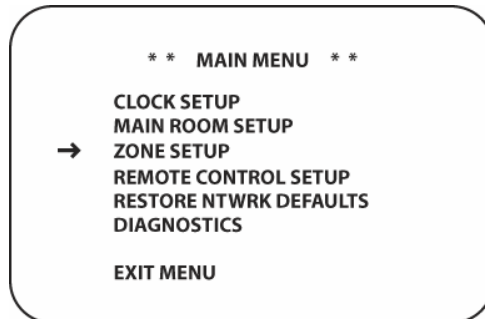 * * MAIN MENU * *
CLOCK SETUP
MAIN ROOM SETUP
→ ZONE SETUP
REMOTE CONTROL SETUP
RESTORE NTWRK DEFAULTS
DIAGNOSTICS
EXIT MENU